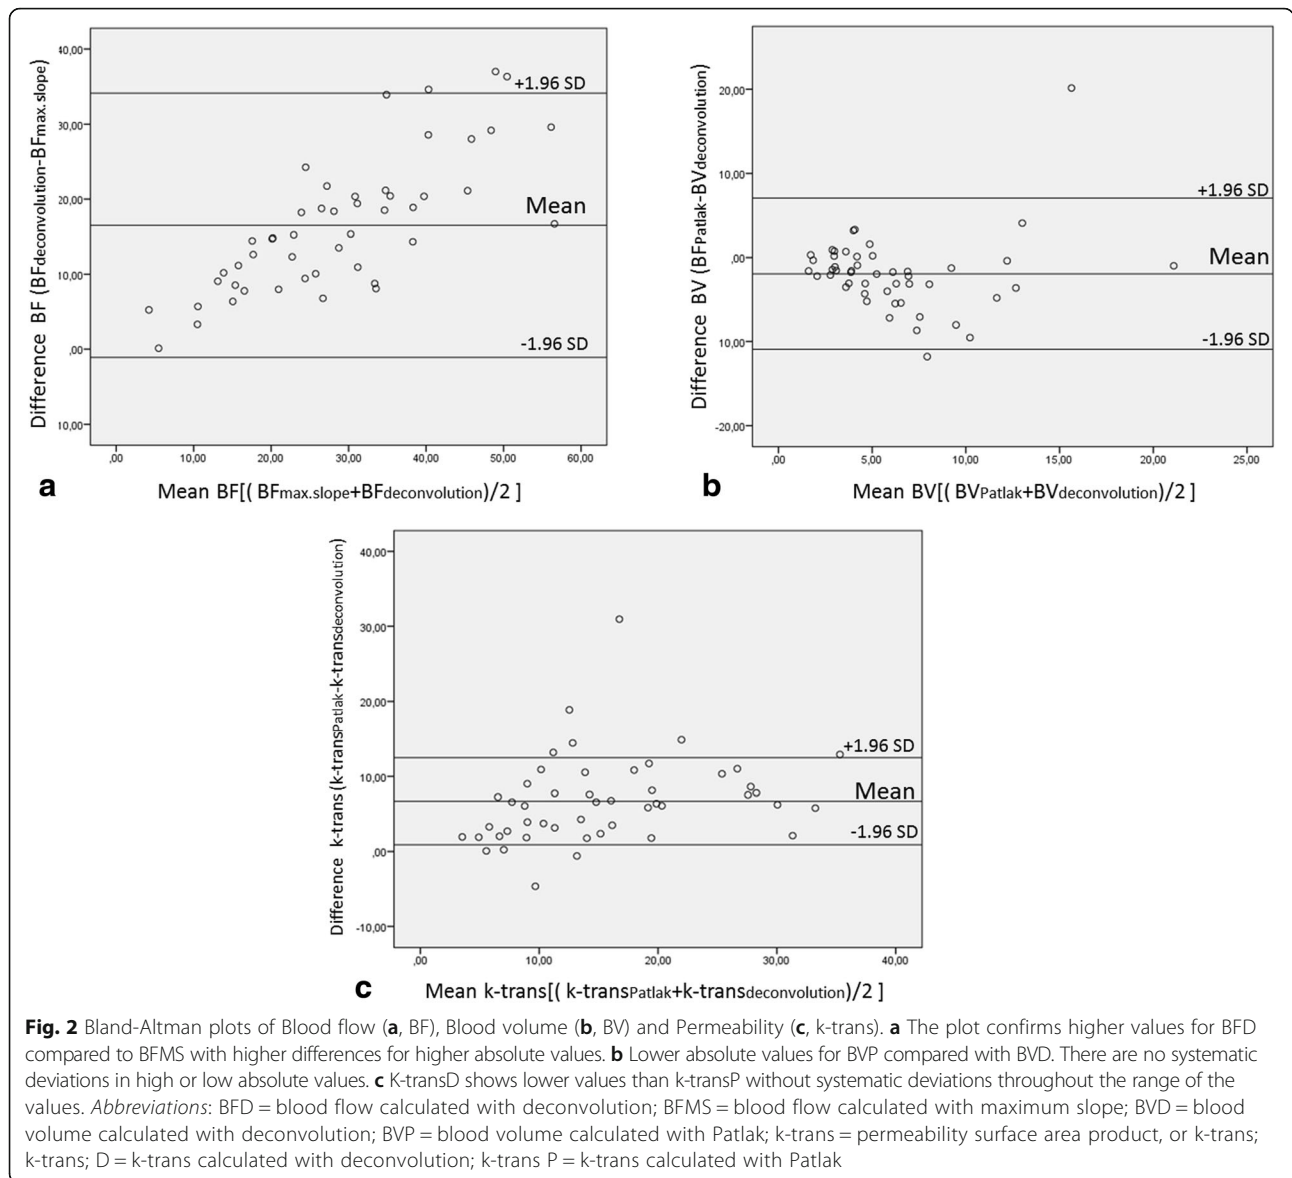 Difference BF (BFdeconvolution-BFmax.slope)
40,00
30,00
20,00
10,00
,00
10,00
+1.96 SD
Mean
-1.96 SD
,00 10,00 20,00 30,00 40,00 50,00 60,00
a Mean BF[( BFmax.slope+BFdeconvolution)/2 ]
Difference BV (BFPatlak-BVdeconvolution)
20,00
10,00
,00
10,00
-20,00
+1.96 SD
Mean
-1.96 SD
,00 5,00 10,00 15,00 20,00 25,00
b Mean BV[( BVPatlak+BVdeconvolution)/2 ]
Difference k-trans (k-transPatlak-k-transdeconvolution)
40,00
30,00
20,00
10,00
,00
-10,00
+1.96 SD
Mean
-1.96 SD
,00 10,00 20,00 30,00 40,00
c Mean k-trans[( k-transPatlak+k-transdeconvolution)/2 ]
Fig. 2 Bland-Altman plots of Blood flow (a, BF), Blood volume (b, BV) and Permeability (c, k-trans). a The plot confirms higher values for BFD
compared to BFMS with higher differences for higher absolute values. b Lower absolute values for BVP compared with BVD. There are no systematic
deviations in high or low absolute values. c K-transD shows lower values than k-transP without systematic deviations throughout the range of the
values. Abbreviations: BFD = blood flow calculated with deconvolution; BFMS = blood flow calculated with maximum slope; BVD = blood
volume calculated with deconvolution; BVP = blood volume calculated with Patlak; k-trans = permeability surface area product, or k-trans;
k-trans; D = k-trans calculated with deconvolution; k-trans P = k-trans calculated with Patlak